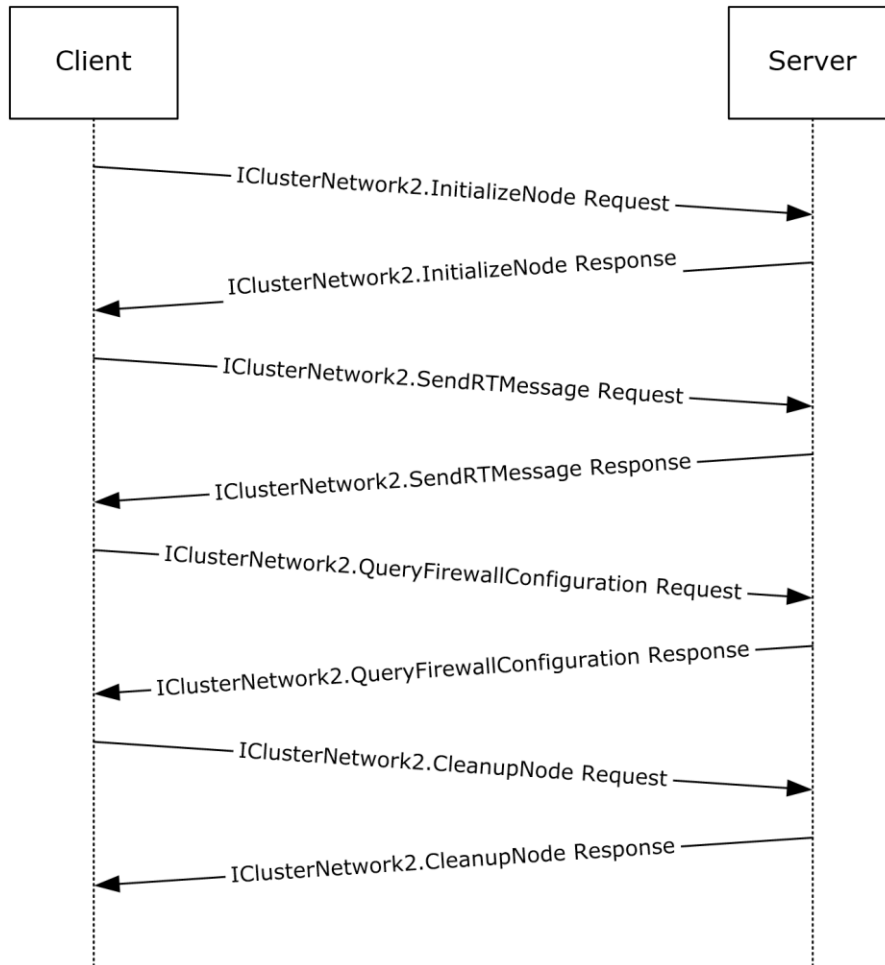 Client
Server
IClusterNetwork2.InitializeNode Request
IClusterNetwork2.InitializeNode Response
IClusterNetwork2.SendRTMessage Request
IClusterNetwork2.SendRTMessage Response
IClusterNetwork2.QueryFirewallConfiguration Request
IClusterNetwork2.QueryFirewallConfiguration Response
IClusterNetwork2.CleanupNode Request
IClusterNetwork2.CleanupNode Response